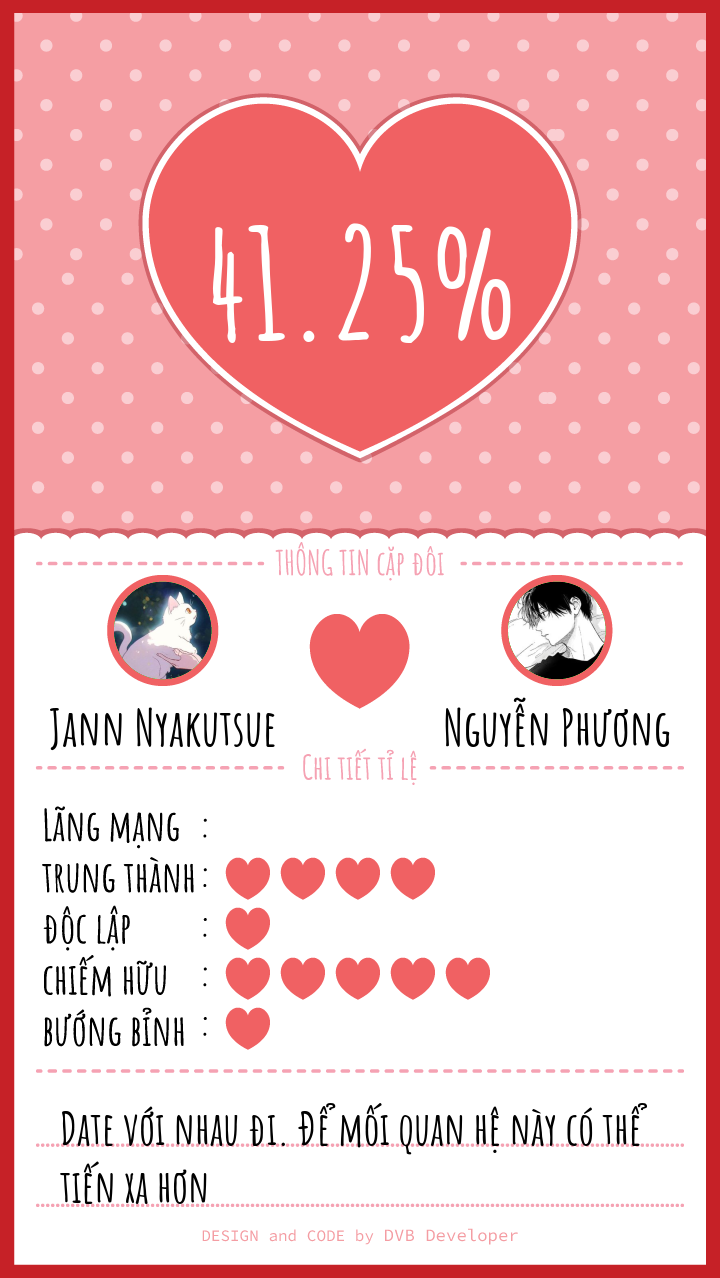 41.25%
THÔNG TIN CẶP ĐÔI
Jann Nyakutsue
Nguyễn Phương
Chi tiết tỉ lệ
Lãng mạng :
trung thành :
độc lập :
chiếm hữu :
bướng bỉnh :
Date với nhau đi. Để mối quan hệ này có thể
tiến xa hơn
DESIGN and CODE by DVB Developer